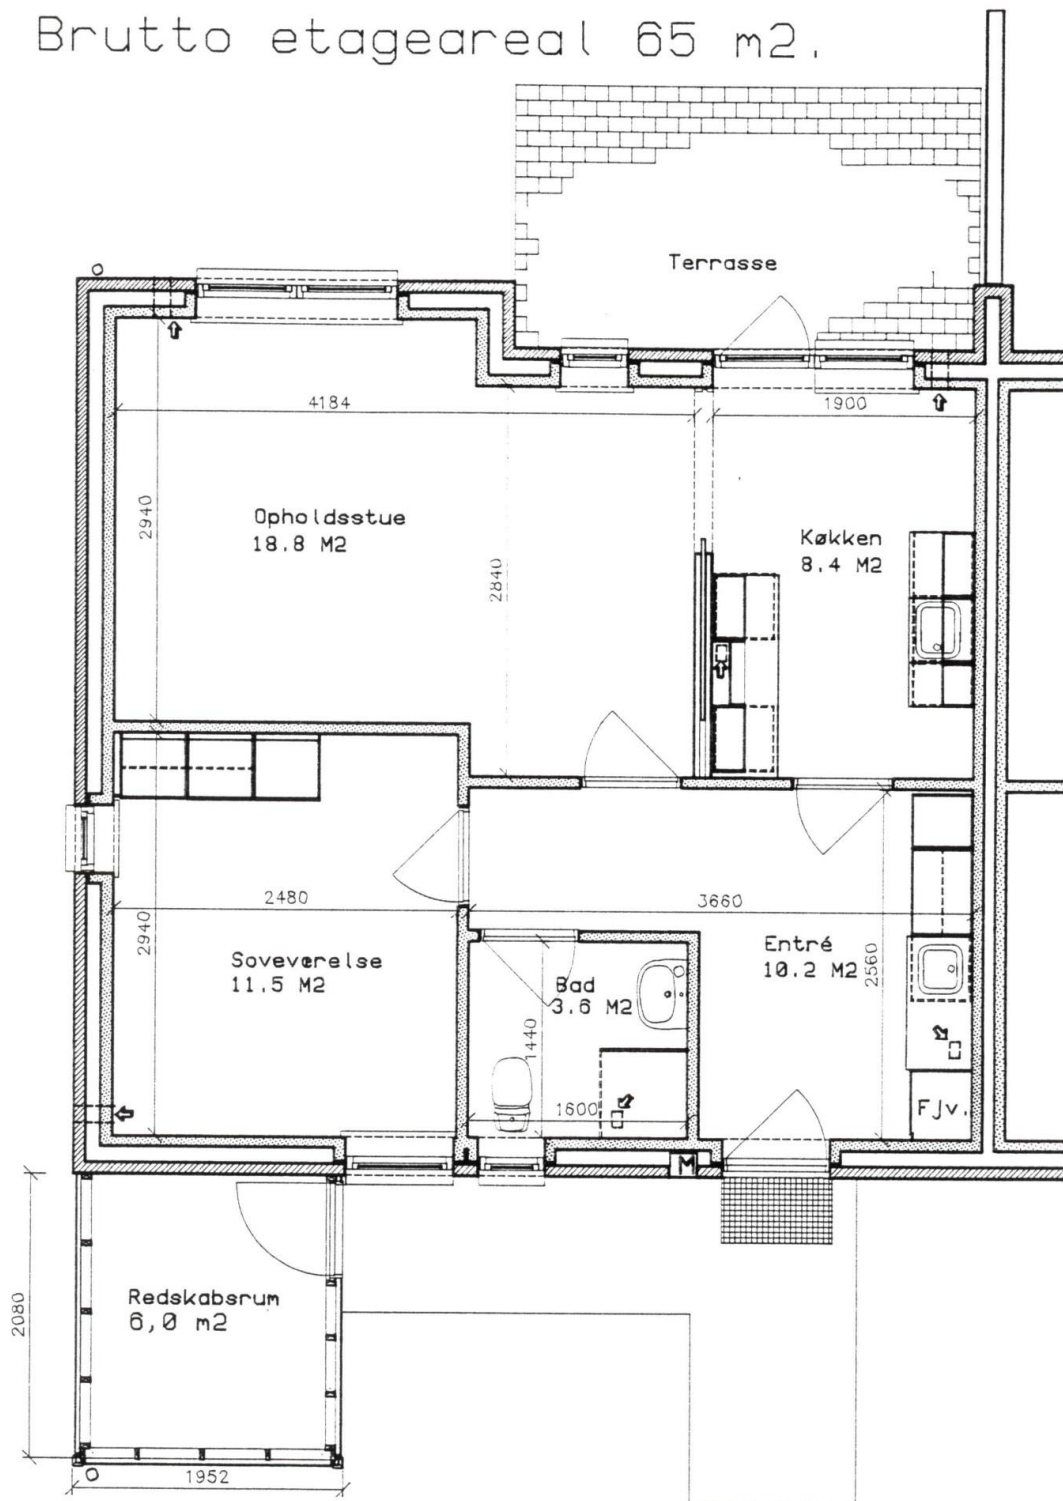 Brutto etageareal 65 m2.
Terrasse
4184
1900
2940
Opholdsstue
18.8 M2
2840
Køkken
8.4 M2
2480
3660
2940
Soveværelse
11.5 M2
Entré
10.2 M2
2560
Bad
3.6 M2
1440
1600
Fjv.
M
Redskabsrum
6,0 m2
2080
1952